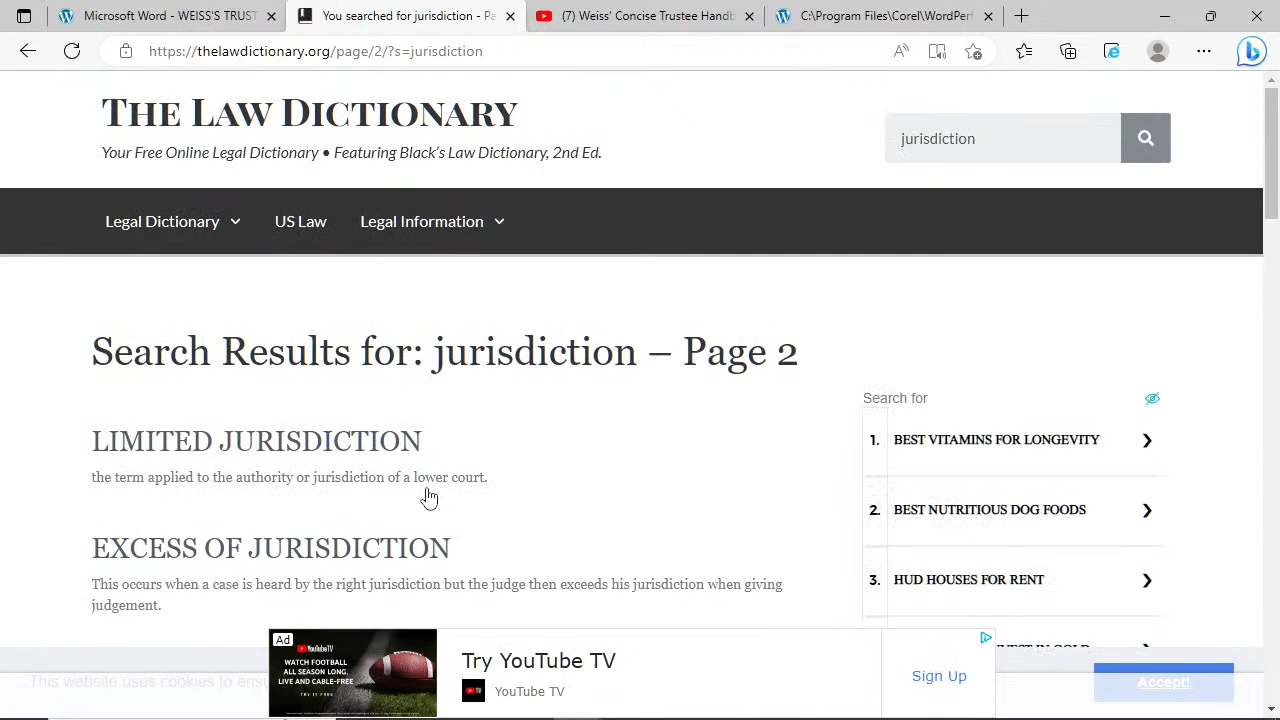 Microsoft Word - WEISS'S TRUST
You searched for jurisdiction - Pa
(7) Weiss' Concise Trustee Handb
C:\Program Files\Corel\WordPerf
https://thelawdictionary.org/page/2/?s=jurisdiction
THE LAW DICTIONARY
Your Free Online Legal Dictionary • Featuring Black's Law Dictionary, 2nd Ed.
jurisdiction
Legal Dictionary
US Law
Legal Information
Search Results for: jurisdiction – Page 2
LIMITED JURISDICTION
the term applied to the authority or jurisdiction of a lower court.
EXCESS OF JURISDICTION
This occurs when a case is heard by the right jurisdiction but the judge then exceeds his jurisdiction when giving
judgement.
Search for
1. BEST VITAMINS FOR LONGEVITY
2. BEST NUTRITIOUS DOG FOODS
3. HUD HOUSES FOR RENT
This website uses cookies to ensu
Accept!
Ad
YouTubeTV
WATCH FOOTBALL
ALL SEASON LONG,
LIVE AND CABLE-FREE
TRY IT FREE
Try YouTube TV
YouTube TV
Sign Up